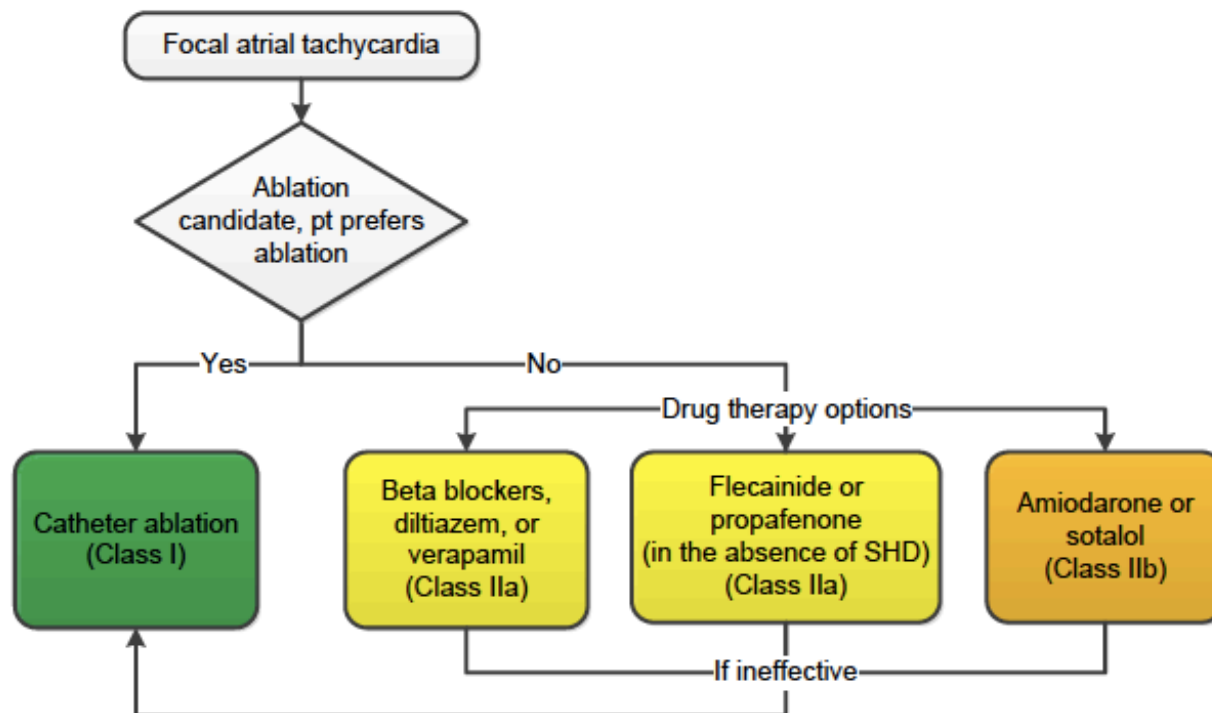 Focal atrial tachycardia
Ablation
candidate, pt prefers
ablation
Yes
No
Drug therapy options
Catheter ablation
(Class I)
Beta blockers,
diltiazem, or
verapamil
(Class IIa)
Flecainide or
propafenone
(in the absence of SHD)
(Class IIa)
Amiodarone or
sotalol
(Class IIb)
If ineffective